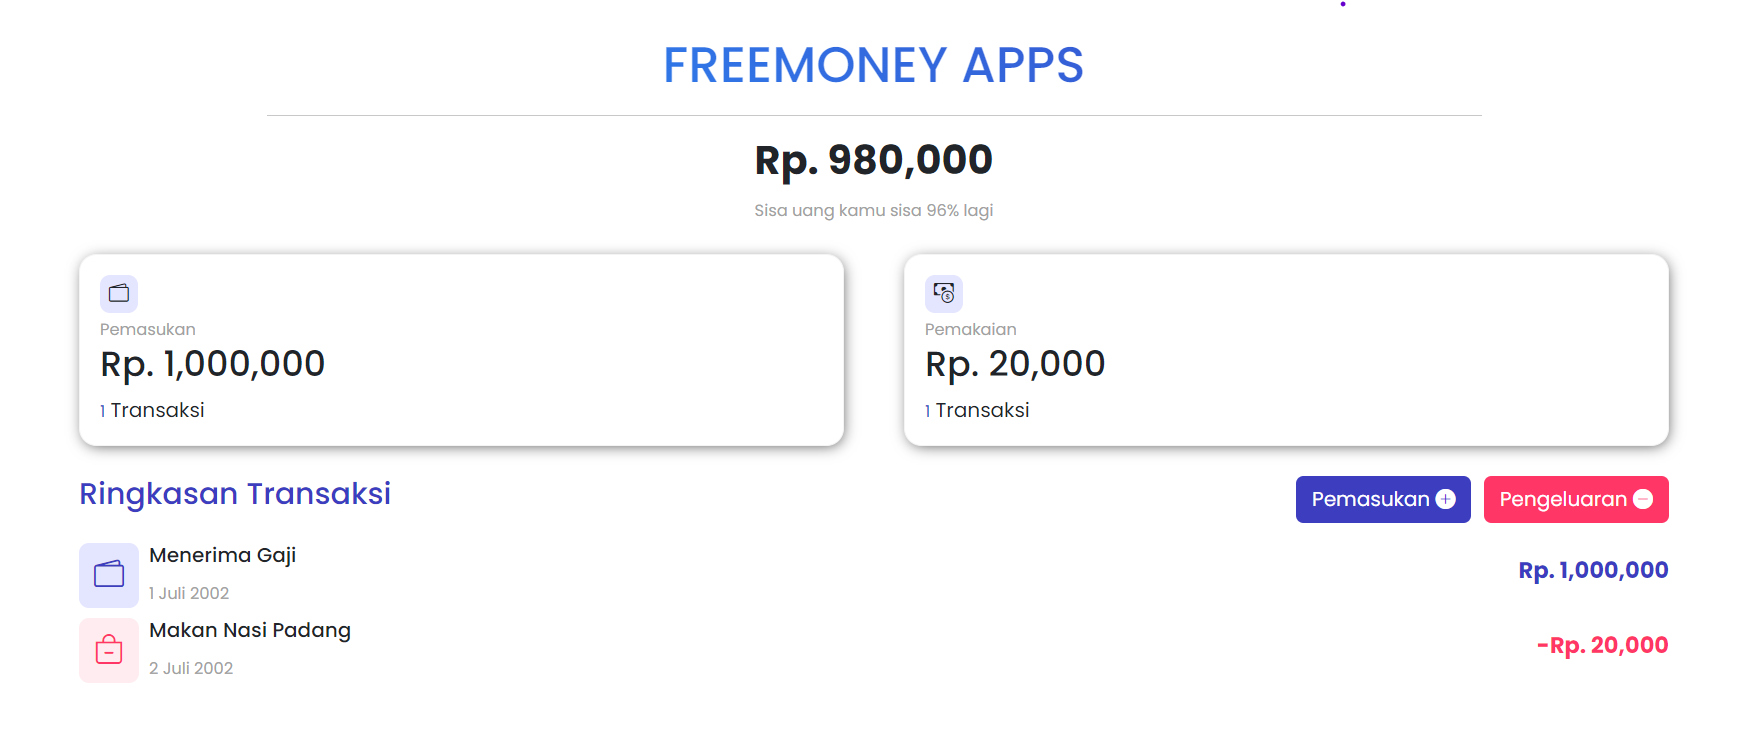 FREEMONEY APPS
Rp. 980,000
Sisa uang kamu sisa 96% lagi
Pemasukan
Rp. 1,000,000
1 Transaksi
Pemakaian
Rp. 20,000
1 Transaksi
Ringkasan Transaksi
Pemasukan
Pengeluaran
Menerima Gaji
Rp. 1,000,000
1 Juli 2002
Makan Nasi Padang
-Rp. 20,000
2 Juli 2002